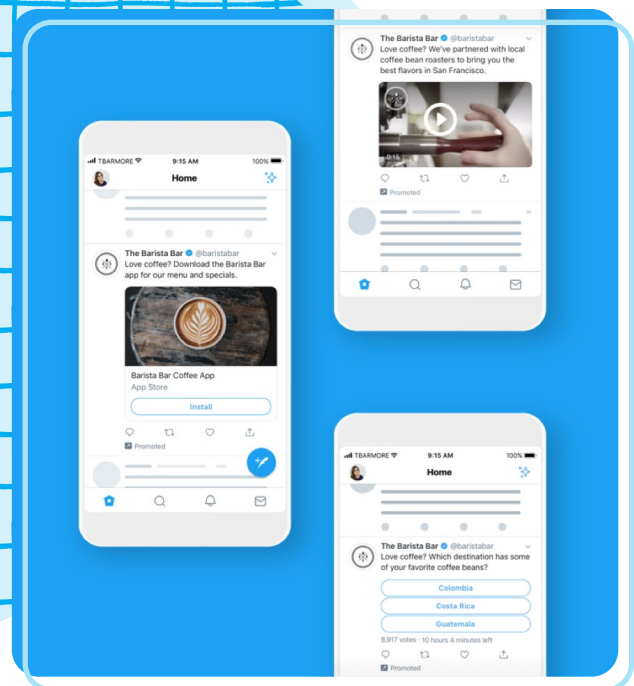 TBARMORE
9:15 AM
100%
Home
The Barista Bar @baristabar
Love coffee? Download the Barista Bar
app for our menu and specials.
Barista Bar Coffee App
App Store
Install
Promoted
The Barista Bar @baristabar
Love coffee? We've partnered with local
coffee bean roasters to bring you the
best flavors in San Francisco.
0:15
Promoted
TBARMORE
9:15 AM
100%
Home
The Barista Bar @baristabar
Love coffee? Which destination has some
of your favorite coffee beans?
Colombia
Costa Rica
Guatemala
8,917 votes · 10 hours 4 minutes left
Promoted